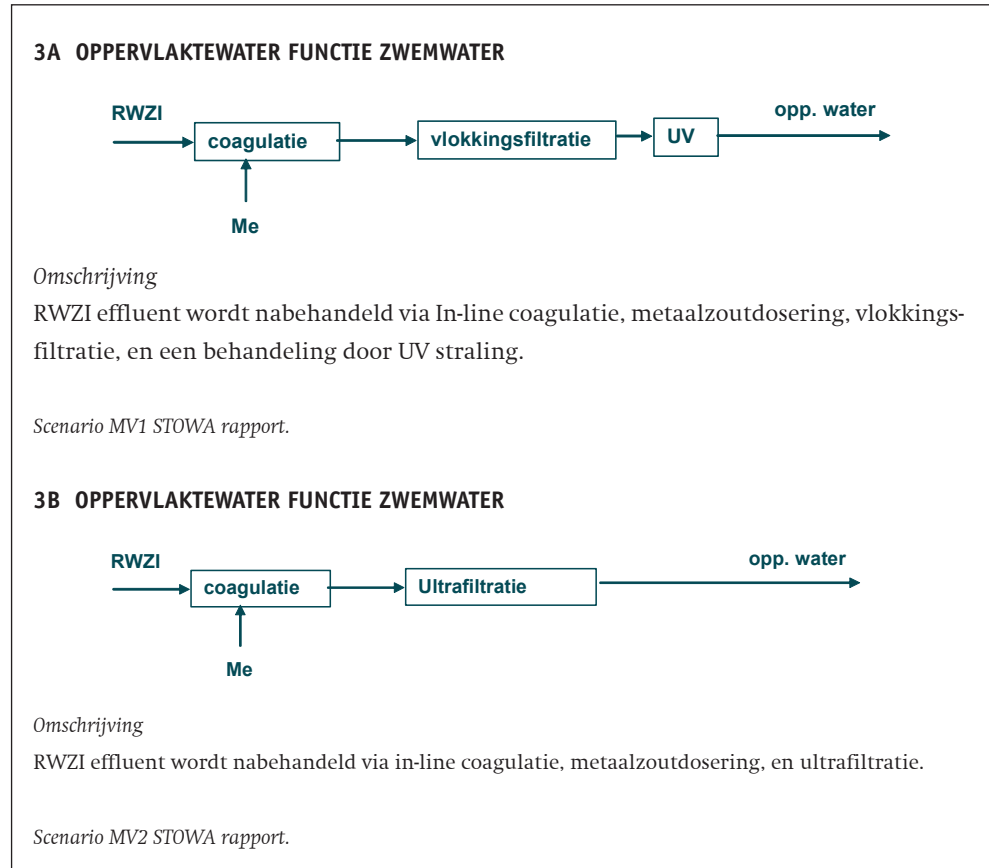 3A OPPERVLAKTEWATER FUNCTIE ZWEMWATER
RWZI
opp. water
coagulatie
vlokkingsfiltratie
UV
Me
Omschrijving
RWZI effluent wordt nabehandeld via In-line coagulatie, metaalzoutdosering, vlokkings-
filtratie, en een behandeling door UV straling.
Scenario MV1 STOWA rapport.
3B OPPERVLAKTEWATER FUNCTIE ZWEMWATER
RWZI
opp. water
coagulatie
Ultrafiltratie
Me
Omschrijving
RWZI effluent wordt nabehandeld via in-line coagulatie, metaalzoutdosering, en ultrafiltratie.
Scenario MV2 STOWA rapport.